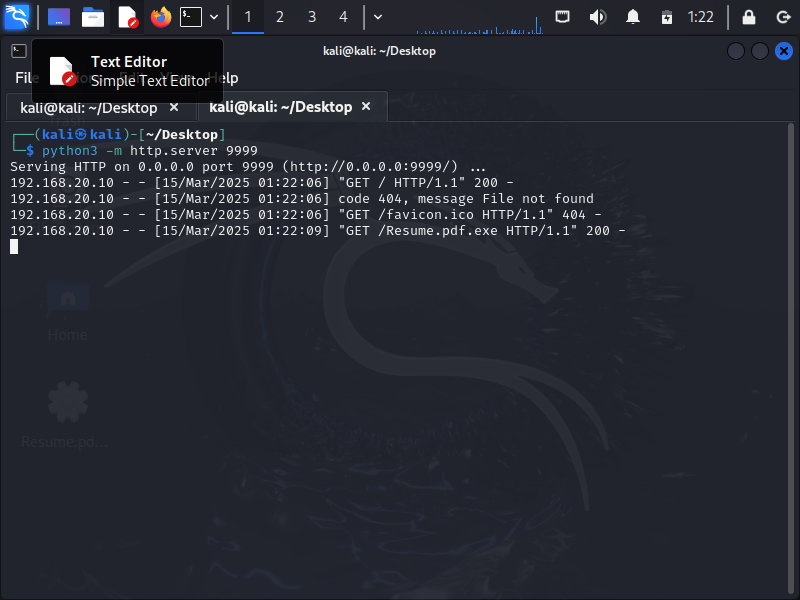 1 2 3 4 1:22
kali@kali: ~/Desktop
Text Editor
Simple Text Editor
File Help
kali@kali: ~/Desktop × kali@kali: ~/Desktop ×
┌──(kali㉿kali)-[~/Desktop]
└─$ python3 -m http.server 9999
Serving HTTP on 0.0.0.0 port 9999 (http://0.0.0.0:9999/) ...
192.168.20.10 - - [15/Mar/2025 01:22:06] "GET / HTTP/1.1" 200 -
192.168.20.10 - - [15/Mar/2025 01:22:06] code 404, message File not found
192.168.20.10 - - [15/Mar/2025 01:22:06] "GET /favicon.ico HTTP/1.1" 404 -
192.168.20.10 - - [15/Mar/2025 01:22:09] "GET /Resume.pdf.exe HTTP/1.1" 200 -
Home
Resume.pd...